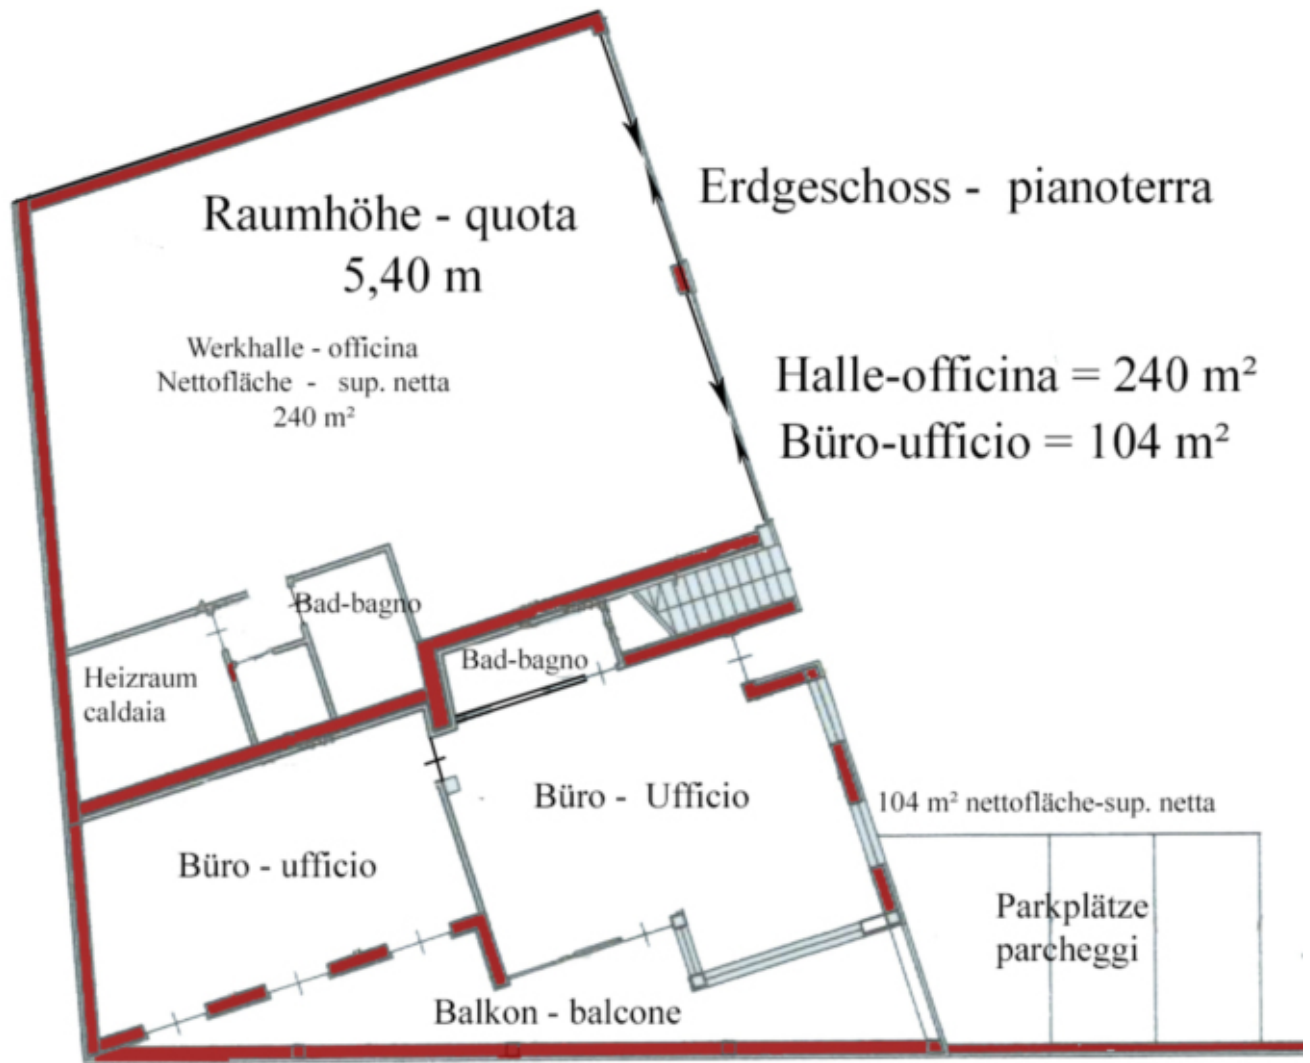 Raumhöhe - quota
5,40 m
Werkhalle - officina
Nettofläche - sup. netta
240 m²
Erdgeschoss - pianoterra
Halle-officina = 240 m²
Büro-ufficio = 104 m²
Bad-bagno
Bad-bagno
Heizraum
caldaia
Büro - Ufficio
104 m² nettofläche-sup. netta
Büro - ufficio
Parkplätze
parcheggi
Balkon - balcone